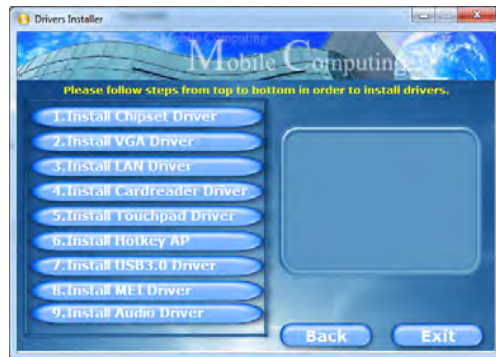 Drivers Installer
Mobile Computing
Mobile Computing
Please follow steps from top to bottom in order to install drivers.
1.Install Chipset Driver
2.Install VGA Driver
3.Install LAN Driver
4.Install Cardreader Driver
5.Install Touchpad Driver
6.Install Hotkey AP
7.Install USB3.0 Driver
8.Install MEI Driver
9.Install Audio Driver
Back
Exit